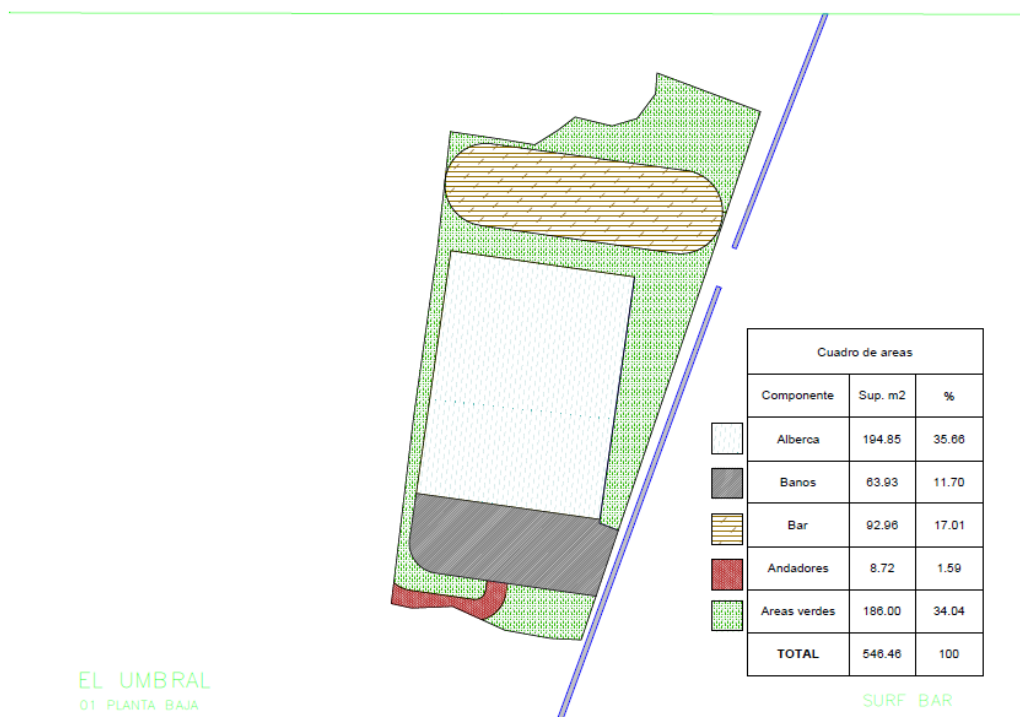 Cuadro de areas
Componente Sup. m2 %
Alberca 194.85 35.66
Banos 63.93 11.70
Bar 92.96 17.01
Andadores 8.72 1.59
Areas verdes 186.00 34.04
TOTAL 546.46 100
EL UMBRAL
01 PLANTA BAJA
SURF BAR